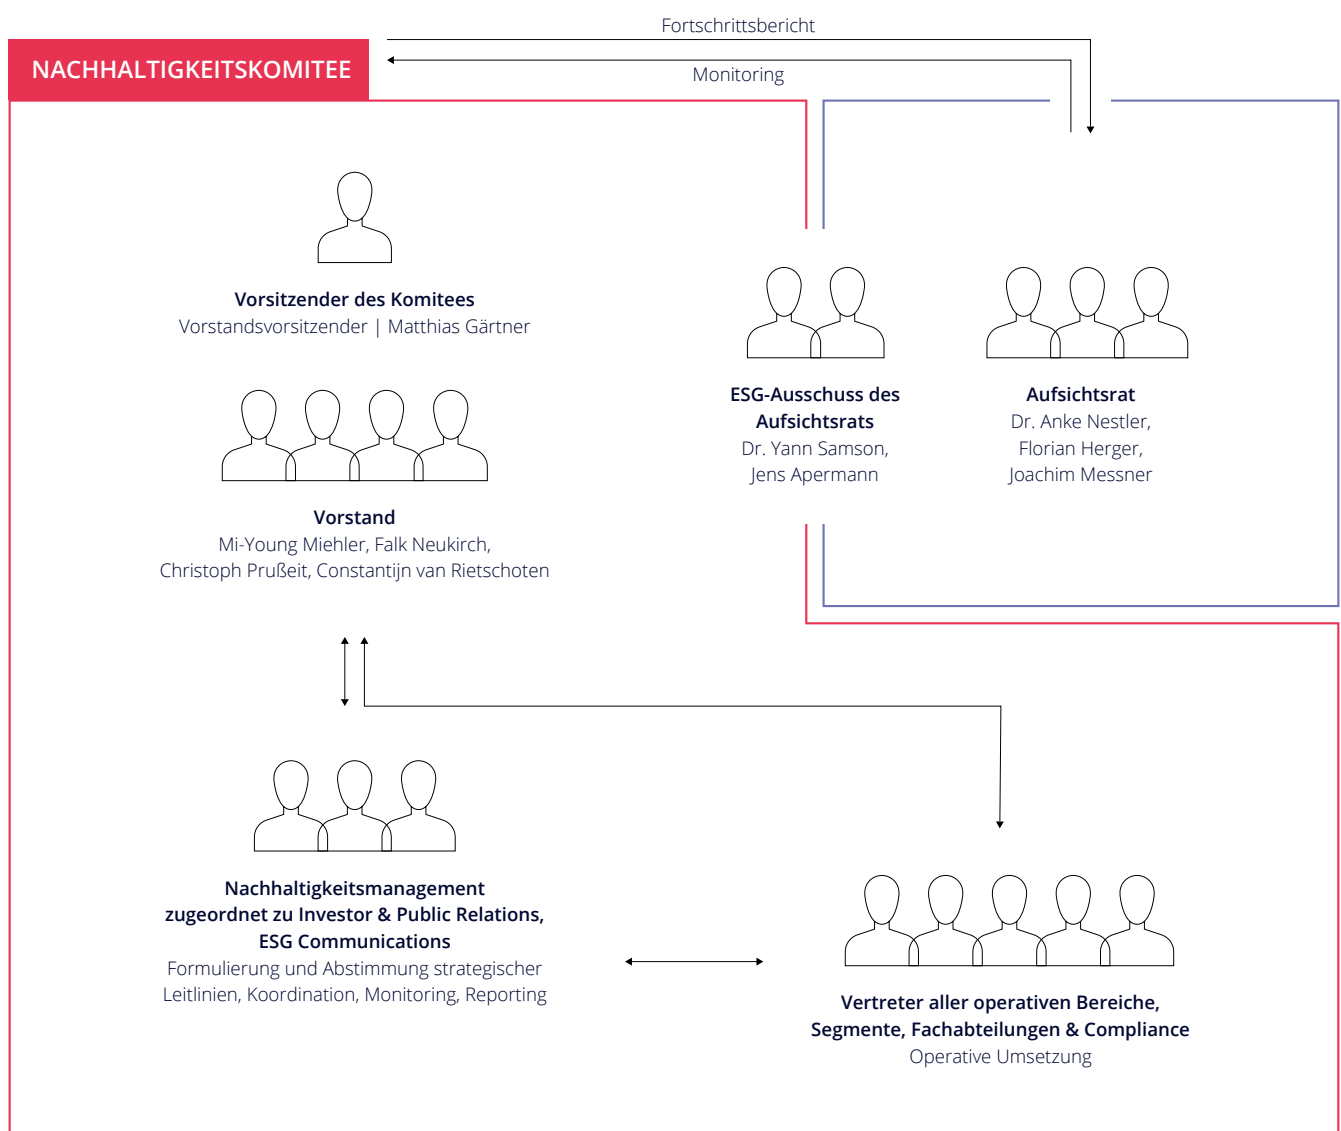 Fortschrittsbericht
NACHHALTIGKEITSKOMITEE
Monitoring
Vorsitzender des Komitees
Vorstandsvorsitzender | Matthias Gärtner
ESG-Ausschuss des
Aufsichtsrats
Dr. Yann Samson,
Jens Apermann
Aufsichtsrat
Dr. Anke Nestler,
Florian Herger,
Joachim Messner
Vorstand
Mi-Young Miehler, Falk Neukirch,
Christoph Prußeit, Constantijn van Rietschoten
Nachhaltigkeitsmanagement
zugeordnet zu Investor & Public Relations,
ESG Communications
Formulierung und Abstimmung strategischer
Leitlinien, Koordination, Monitoring, Reporting
Vertreter aller operativen Bereiche,
Segmente, Fachabteilungen & Compliance
Operative Umsetzung